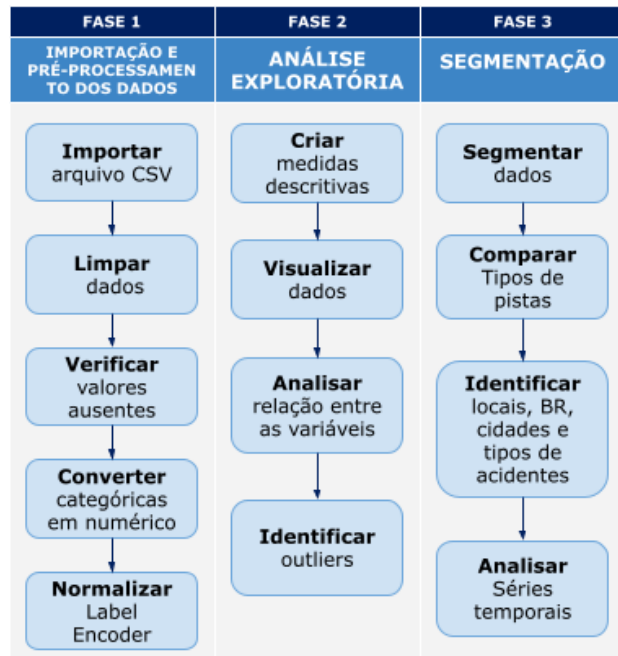 FASE 1
IMPORTAÇÃO E
PRÉ-PROCESSAMEN
TO DOS DADOS
Importar
arquivo CSV
Limpar
dados
Verificar
valores
ausentes
Converter
categóricas
em numérico
Normalizar
Label
Encoder
FASE 2
ANÁLISE
EXPLORATÓRIA
Criar
medidas
descritivas
Visualizar
dados
Analisar
relação entre
as variáveis
Identificar
outliers
FASE 3
SEGMENTAÇÃO
Segmentar
dados
Comparar
Tipos de
pistas
Identificar
locais, BR,
cidades e
tipos de
acidentes
Analisar
Séries
temporais